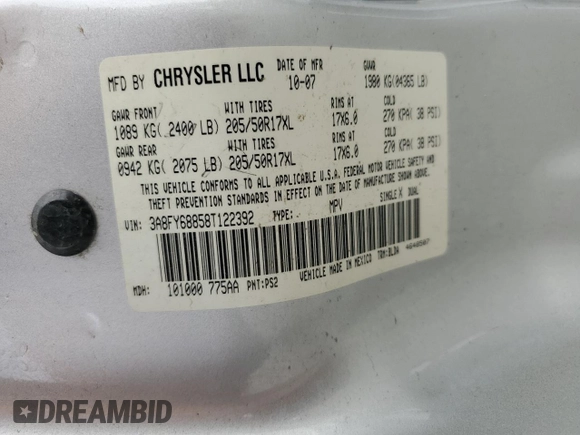 MFD BY CHRYSLER LLC DATE OF MFR 10-07 GVWR 1980 KG(04365 LB)
GAWR FRONT WITH TIRES RIMS AT COLD
1089 KG( 2400 LB) 205/50R17XL 17X6.0 270 KPA( 38 PSI)
GAWR REAR WITH TIRES RIMS AT COLD
0942 KG( 2075 LB) 205/50R17XL 17X6.0 270 KPA( 38 PSI)
THIS VEHICLE CONFORMS TO ALL APPLICABLE U.S.A. FEDERAL MOTOR VEHICLE SAFETY AND
THEFT PREVENTION STANDARDS IN EFFECT ON THE DATE OF MANUFACTURE SHOWN ABOVE.
VIN: 3A8FY68858T122392 TYPE: MPV SINGLE X DUAL
VEHICLE MADE IN MEXICO TRM:BLDA
MDH: 101000 775AA PNT:PS2
DREAMBID